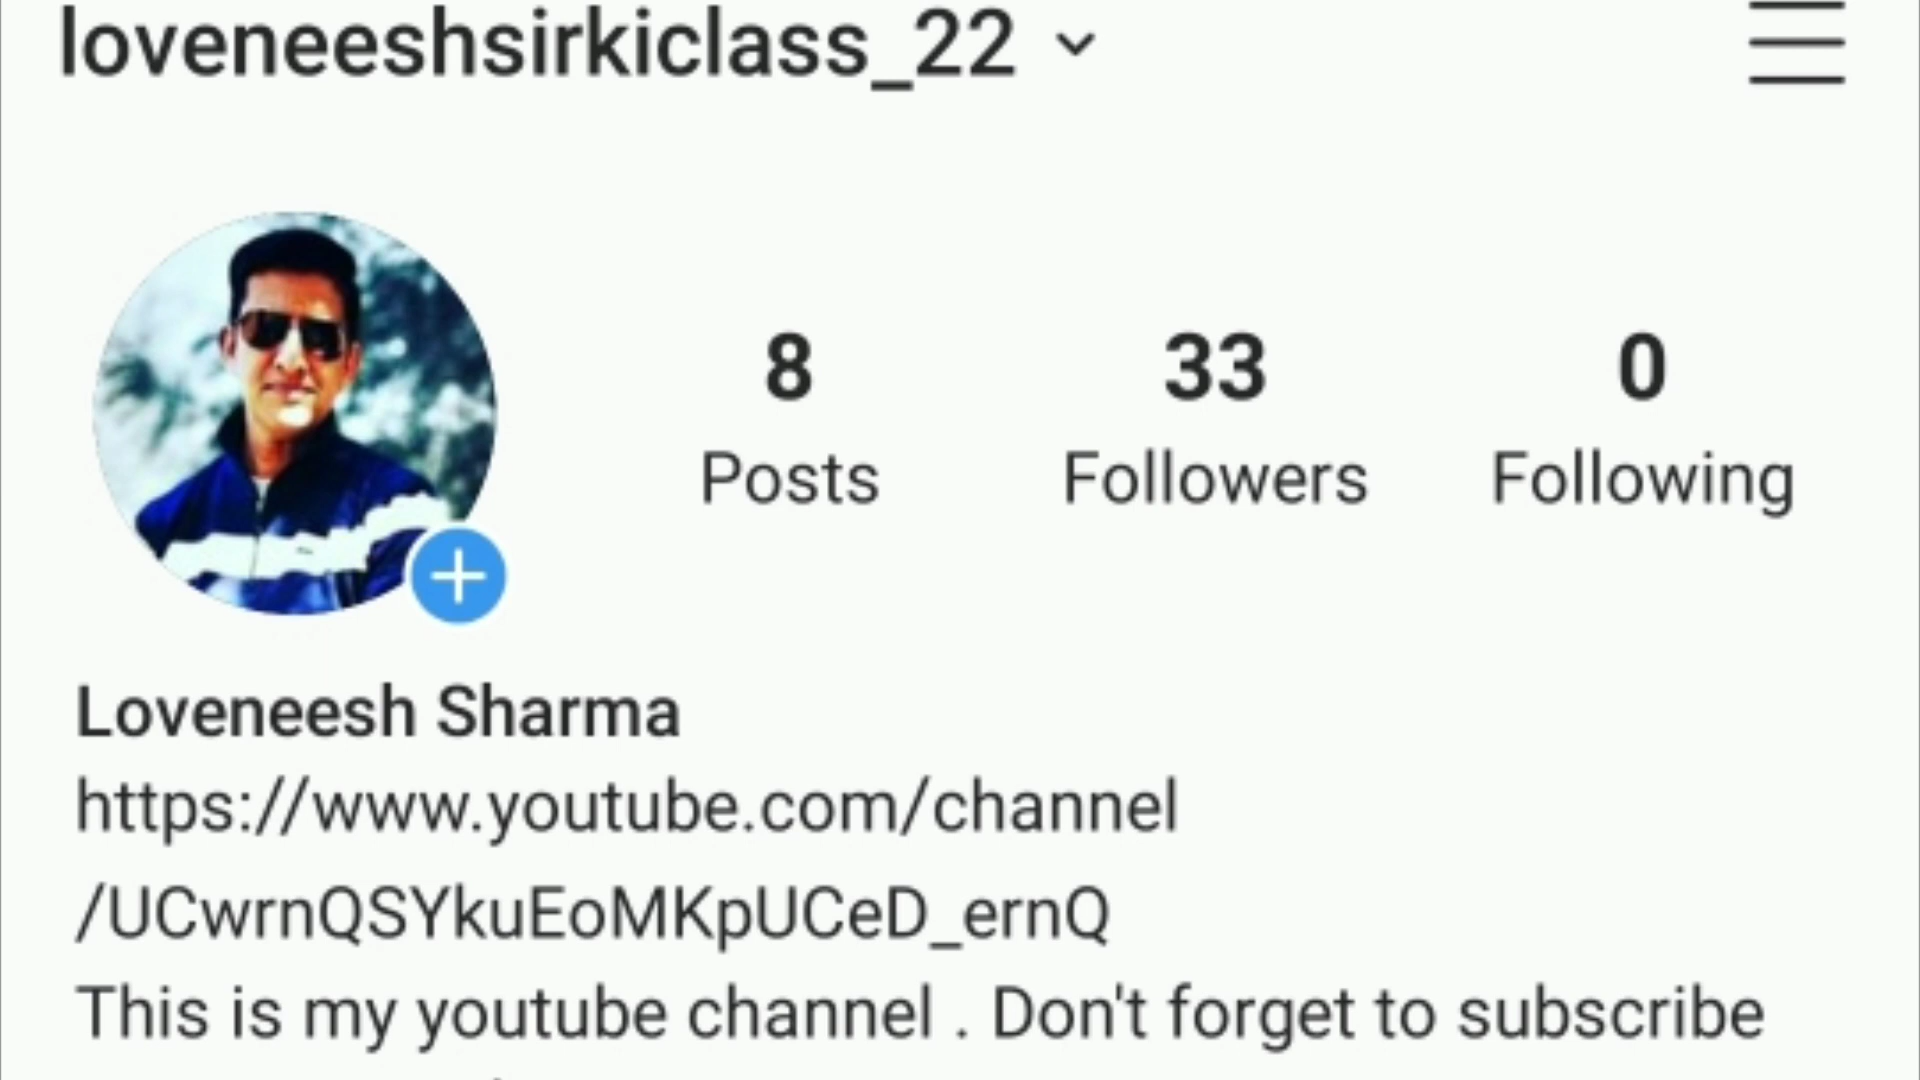 loveneeshsirkiclass_22
8 33 0
Posts Followers Following
Loveneesh Sharma
https://www.youtube.com/channel
/UCwrnQSYkuEoMKpUCeD_ernQ
This is my youtube channel . Don't forget to subscribe